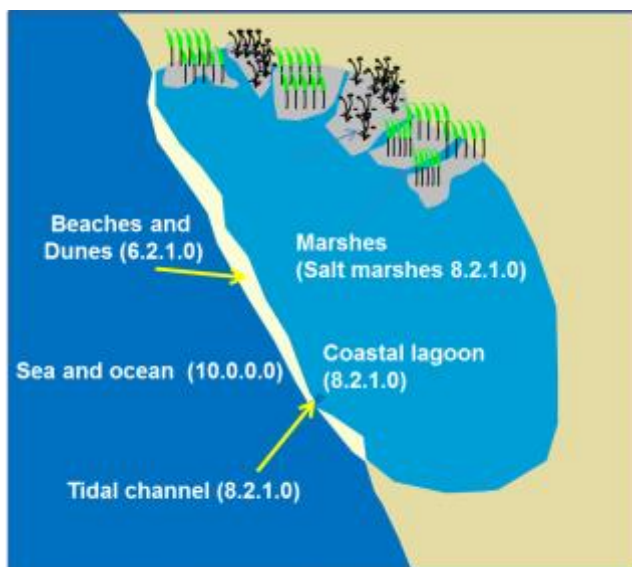 Beaches and
Dunes (6.2.1.0)
Marshes
(Salt marshes 8.2.1.0)
Sea and ocean (10.0.0.0)
Coastal lagoon
(8.2.1.0)
Tidal channel (8.2.1.0)